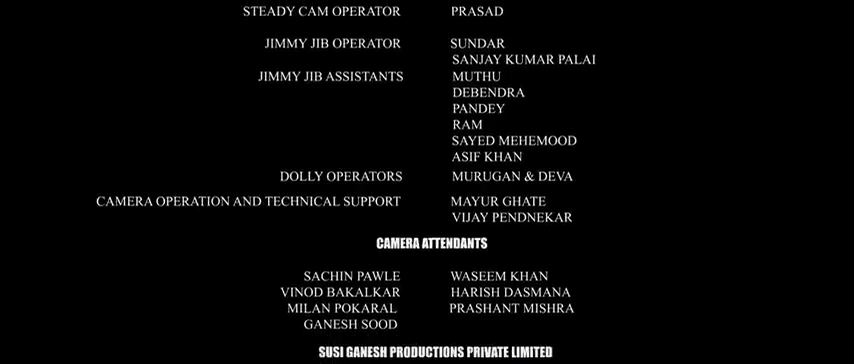 STEADY CAM OPERATOR PRASAD
JIMMY JIB OPERATOR SUNDAR
SANJAY KUMAR PALAI
JIMMY JIB ASSISTANTS MUTHU
DEBENDRA
PANDEY
RAM
SAYED MEHEMOOD
ASIF KHAN
DOLLY OPERATORS MURUGAN & DEVA
CAMERA OPERATION AND TECHNICAL SUPPORT MAYUR GHATE
VIJAY PENDNEKAR
CAMERA ATTENDANTS
SACHIN PAWLE WASEEM KHAN
VINOD BAKALKAR HARISH DASMANA
MILAN POKARAL PRASHANT MISHRA
GANESH SOOD
SUSI GANESH PRODUCTIONS PRIVATE LIMITED